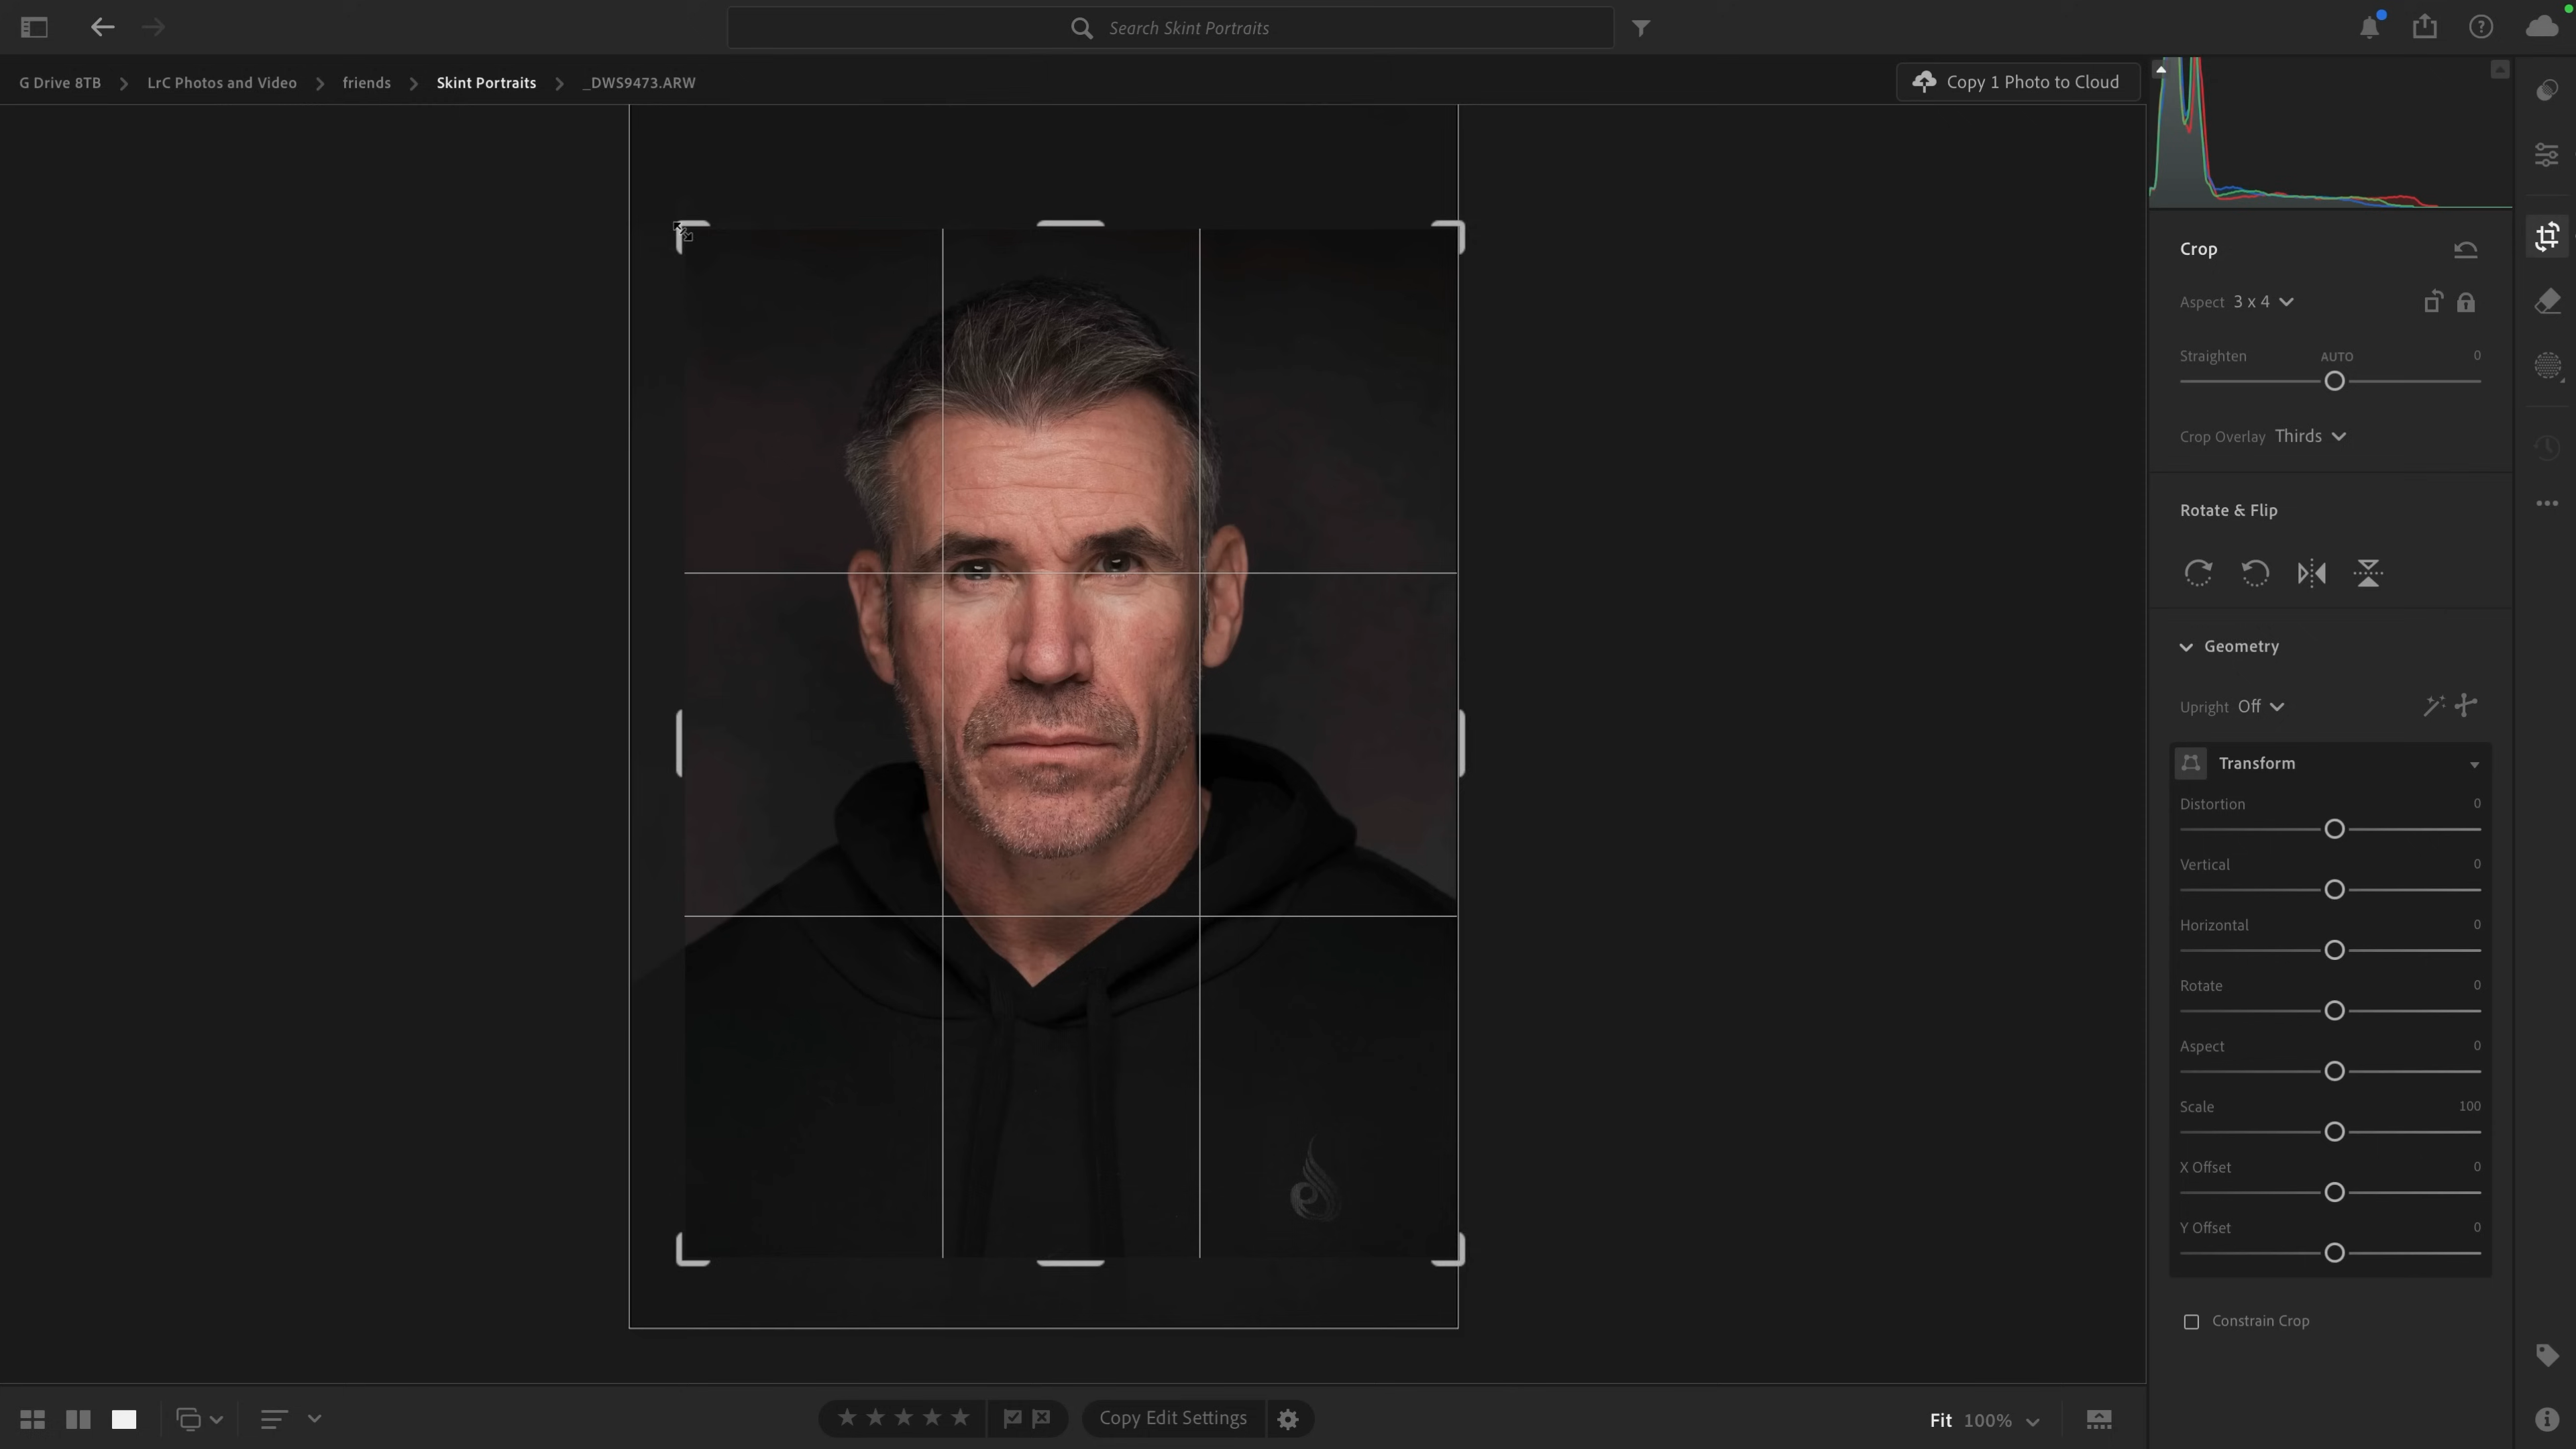 Search Skint Portraits
G Drive 8TB
LrC Photos and Video
friends
Skint Portraits
_DWS9473.ARW
Copy 1 Photo to Cloud
Crop
Aspect 3 x 4
Straighten AUTO 0
Crop Overlay Thirds
Rotate & Flip
Geometry
Upright Off
Transform
Distortion 0
Vertical 0
Horizontal 0
Rotate 0
Aspect 0
Scale 100
X Offset 0
Y Offset 0
Constrain Crop
Copy Edit Settings
Fit 100%